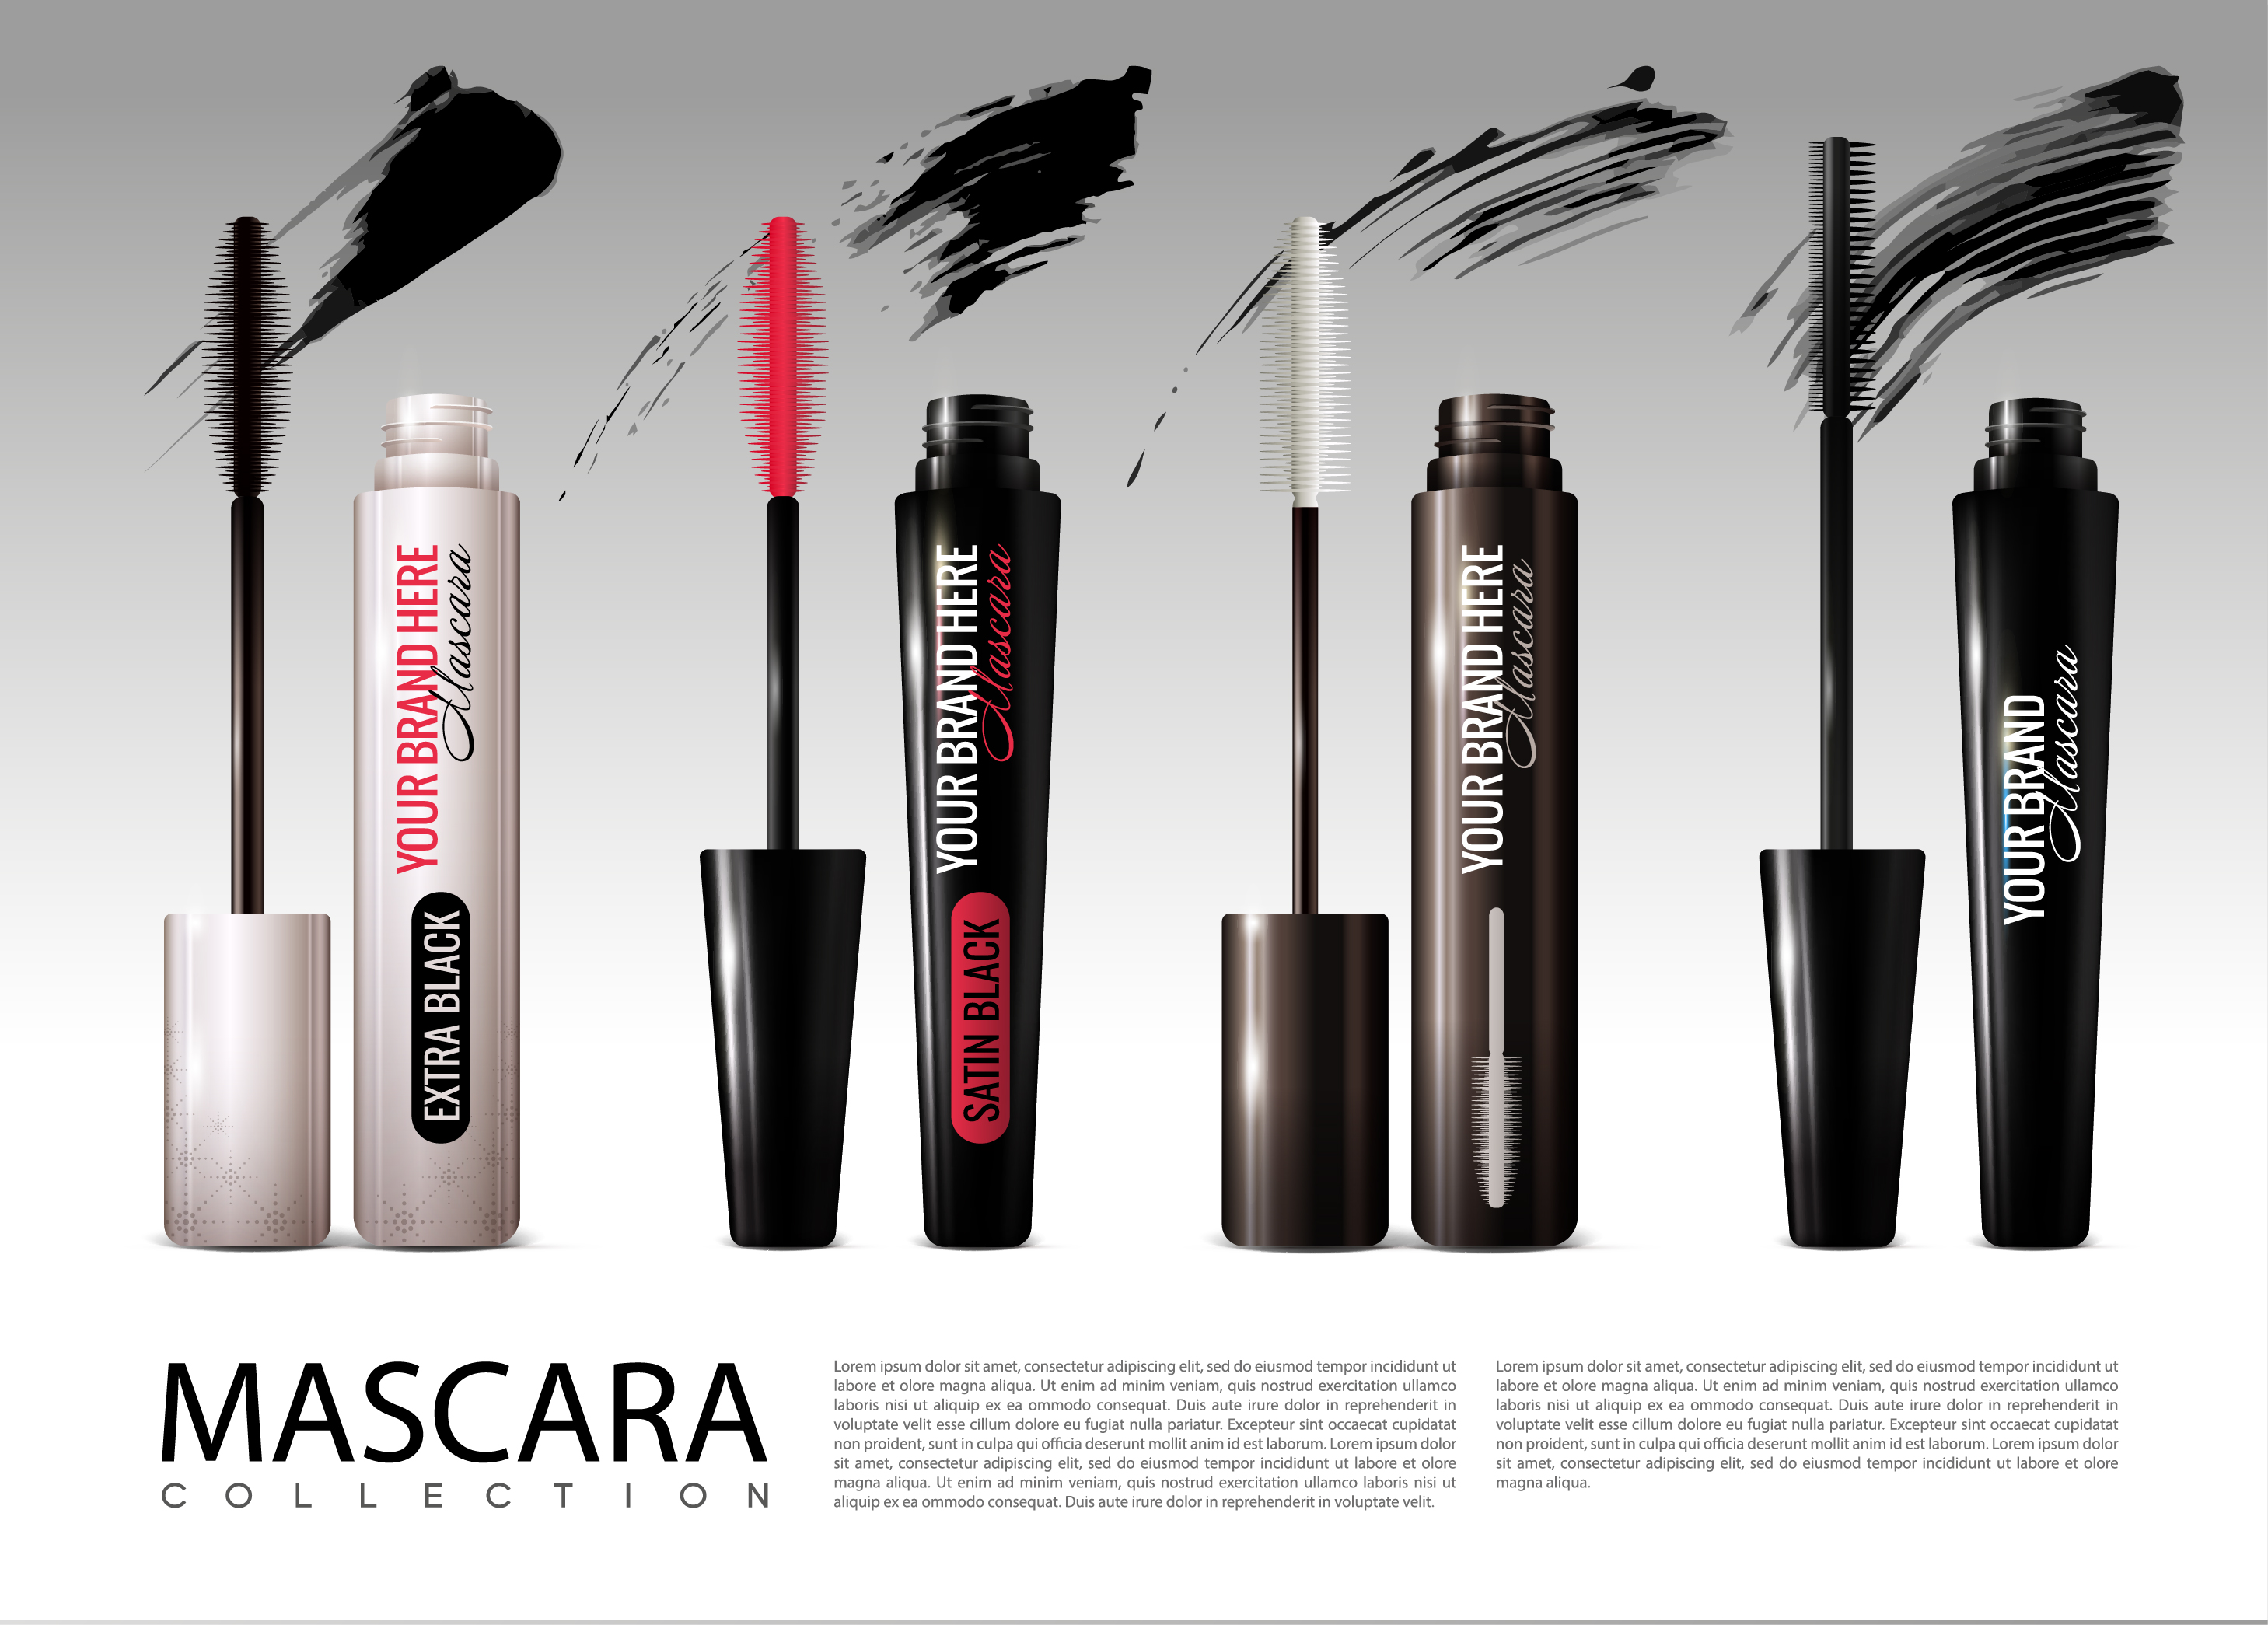 YOUR BRAND HERE
Mascara
EXTRA BLACK
YOUR BRAND HERE
Mascara
SATIN BLACK
YOUR BRAND HERE
Mascara
YOUR BRAND
Mascara
MASCARA
COLLECTION
Lorem ipsum dolor sit amet, consectetur adipiscing elit, sed do eiusmod tempor incididunt ut
labore et olore magna aliqua. Ut enim ad minim veniam, quis nostrud exercitation ullamco
laboris nisi ut aliquip ex ea ommodo consequat. Duis aute irure dolor in reprehenderit in
voluptate velit esse cillum dolore eu fugiat nulla pariatur. Excepteur sint occaecat cupidatat
non proident, sunt in culpa qui officia deserunt mollit anim id est laborum. Lorem ipsum dolor
sit amet, consectetur adipiscing elit, sed do eiusmod tempor incididunt ut labore et olore
magna aliqua. Ut enim ad minim veniam, quis nostrud exercitation ullamco laboris nisi ut
aliquip ex ea ommodo consequat. Duis aute irure dolor in reprehenderit in voluptate velit.
Lorem ipsum dolor sit amet, consectetur adipiscing elit, sed do eiusmod tempor incididunt ut
labore et olore magna aliqua. Ut enim ad minim veniam, quis nostrud exercitation ullamco
laboris nisi ut aliquip ex ea ommodo consequat. Duis aute irure dolor in reprehenderit in
voluptate velit esse cillum dolore eu fugiat nulla pariatur. Excepteur sint occaecat cupidatat
non proident, sunt in culpa qui officia deserunt mollit anim id est laborum. Lorem ipsum dolor
sit amet, consectetur adipiscing elit, sed do eiusmod tempor incididunt ut labore et olore
magna aliqua.